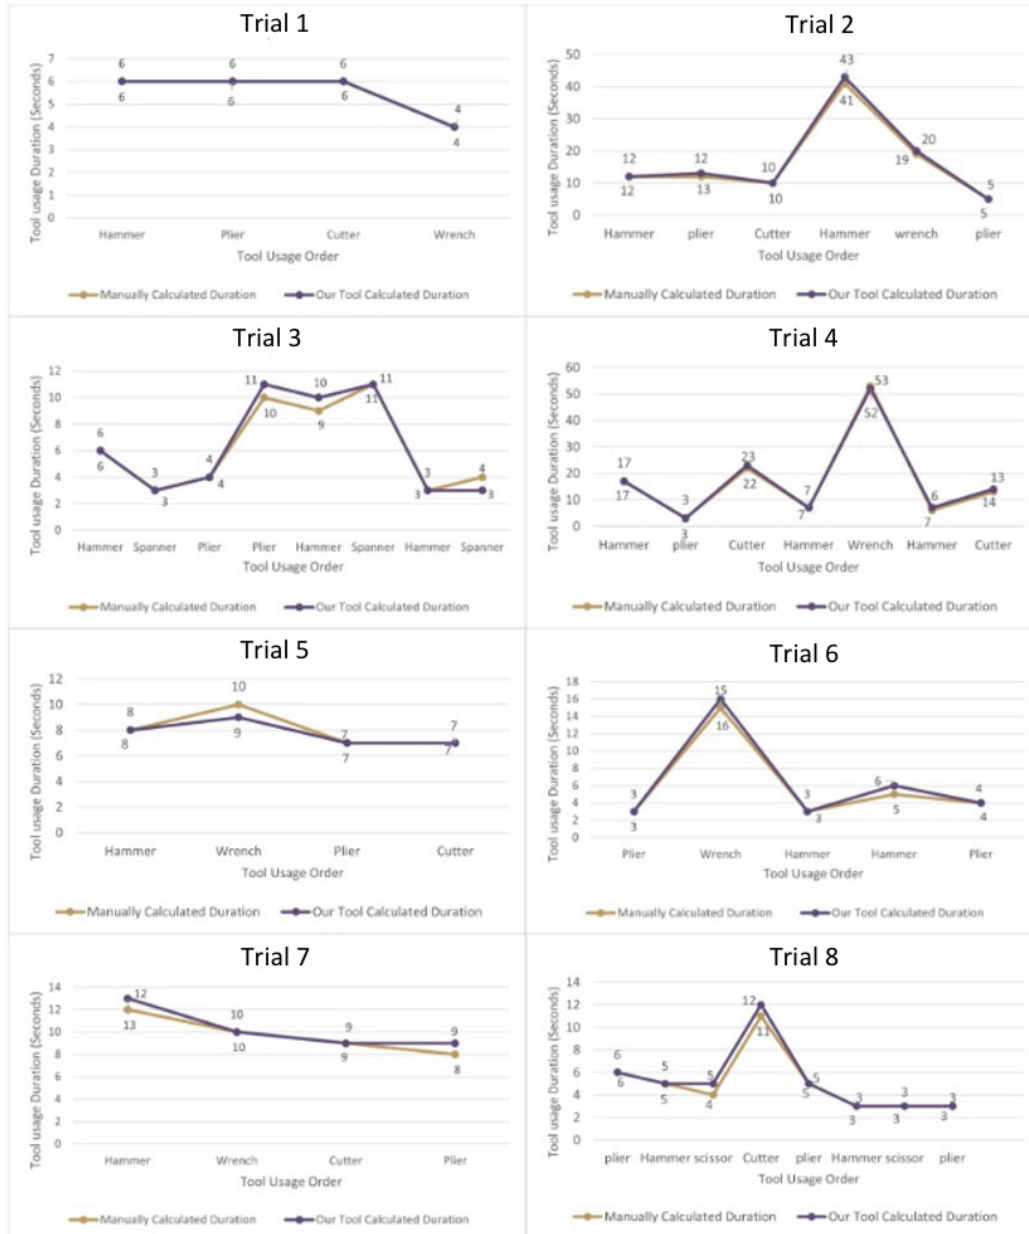 Trial 1
Tool usage Duration (Seconds)
7
6
5
4
3
2
1
0
6 6 6 4
6 6 6 4
Hammer Plier Cutter Wrench
Tool Usage Order
Manually Calculated Duration Our Tool Calculated Duration
Trial 2
Tool usage Duration (Seconds)
50
40
30
20
10
0
12 12 10 43 20 5
12 13 10 41 19 5
Hammer plier Cutter Hammer wrench plier
Tool Usage Order
Manually Calculated Duration Our Tool Calculated Duration
Trial 3
Tool usage Duration (Seconds)
12
10
8
6
4
2
0
6 3 4 11 10 11 3 4
6 3 4 10 9 11 3 3
Hammer Spanner Plier Plier Hammer Spanner Hammer Spanner
Tool Usage Order
Manually Calculated Duration Our Tool Calculated Duration
Trial 4
Tool usage Duration (Seconds)
60
50
40
30
20
10
0
17 3 23 7 53 6 13
17 3 22 7 52 7 14
Hammer plier Cutter Hammer Wrench Hammer Cutter
Tool Usage Order
Manually Calculated Duration Our Tool Calculated Duration
Trial 5
Tool usage Duration (Seconds)
12
10
8
6
4
2
0
8 10 7 7
8 9 7 7
Hammer Wrench Plier Cutter
Tool Usage Order
Manually Calculated Duration Our Tool Calculated Duration
Trial 6
Tool usage Duration (Seconds)
18
16
14
12
10
8
6
4
2
0
3 15 3 6 4
3 16 3 5 4
Plier Wrench Hammer Hammer Plier
Tool Usage Order
Manually Calculated Duration Our Tool Calculated Duration
Trial 7
Tool usage Duration (Seconds)
14
12
10
8
6
4
2
0
12 10 9 9
13 10 9 8
Hammer Wrench Cutter Plier
Tool Usage Order
Manually Calculated Duration Our Tool Calculated Duration
Trial 8
Tool usage Duration (Seconds)
14
12
10
8
6
4
2
0
6 5 5 12 5 3 3 3
6 5 4 11 5 3 3 3
plier Hammer scissor Cutter plier Hammer scissor plier
Tool Usage Order
Manually Calculated Duration Our Tool Calculated Duration